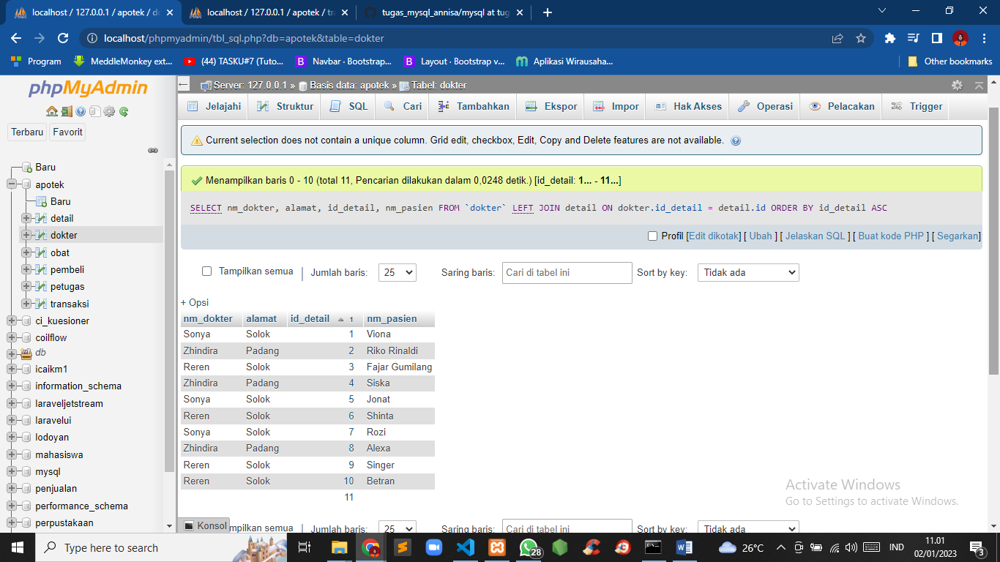 localhost / 127.0.0.1 / apotek / do
localhost / 127.0.0.1 / apotek / tra
tugas_mysql_annisa/mysql at tug
localhost/phpmyadmin/tbl_sql.php?db=apotek&table=dokter
Program
MeddleMonkey ext...
(44) TASKU#7 (Tuto...
Navbar · Bootstrap...
Layout · Bootstrap v...
Aplikasi Wirausaha...
Other bookmarks
phpMyAdmin
Terbaru
Favorit
Baru
apotek
Baru
detail
dokter
obat
pembeli
petugas
transaksi
ci_kuesioner
coilflow
db
icaikm1
information_schema
laraveljetstream
laravelui
lodoyan
mahasiswa
mysql
penjualan
performance_schema
perpustakaan
Server: 127.0.0.1 » Basis data: apotek » Tabel: dokter
Jelajahi Struktur SQL Cari Tambahkan Ekspor Impor Hak Akses Operasi Pelacakan Trigger
Current selection does not contain a unique column. Grid edit, checkbox, Edit, Copy and Delete features are not available.
Menampilkan baris 0 - 10 (total 11, Pencarian dilakukan dalam 0,0248 detik.) [id_detail: 1... - 11...]
SELECT nm_dokter, alamat, id_detail, nm_pasien FROM `dokter` LEFT JOIN detail ON dokter.id_detail = detail.id ORDER BY id_detail ASC
Profil [Edit dikotak] [ Ubah ] [ Jelaskan SQL ] [ Buat kode PHP ] [ Segarkan]
Tampilkan semua | Jumlah baris: 25 Saring baris: Cari di tabel ini Sort by key: Tidak ada
+ Opsi
nm_dokter alamat id_detail 1 nm_pasien
Sonya Solok 1 Viona
Zhindira Padang 2 Riko Rinaldi
Reren Solok 3 Fajar Gumilang
Zhindira Padang 4 Siska
Sonya Solok 5 Jonat
Reren Solok 6 Shinta
Sonya Solok 7 Rozi
Zhindira Padang 8 Alexa
Reren Solok 9 Singer
Reren Solok 10 Betran
11
Activate Windows
Go to Settings to activate Windows.
Konsol
mpilkan semua | Jumlah baris: 25 Saring baris: Cari di tabel ini Sort by key: Tidak ada
Type here to search
28
26°C
IND
11.01
02/01/2023
3